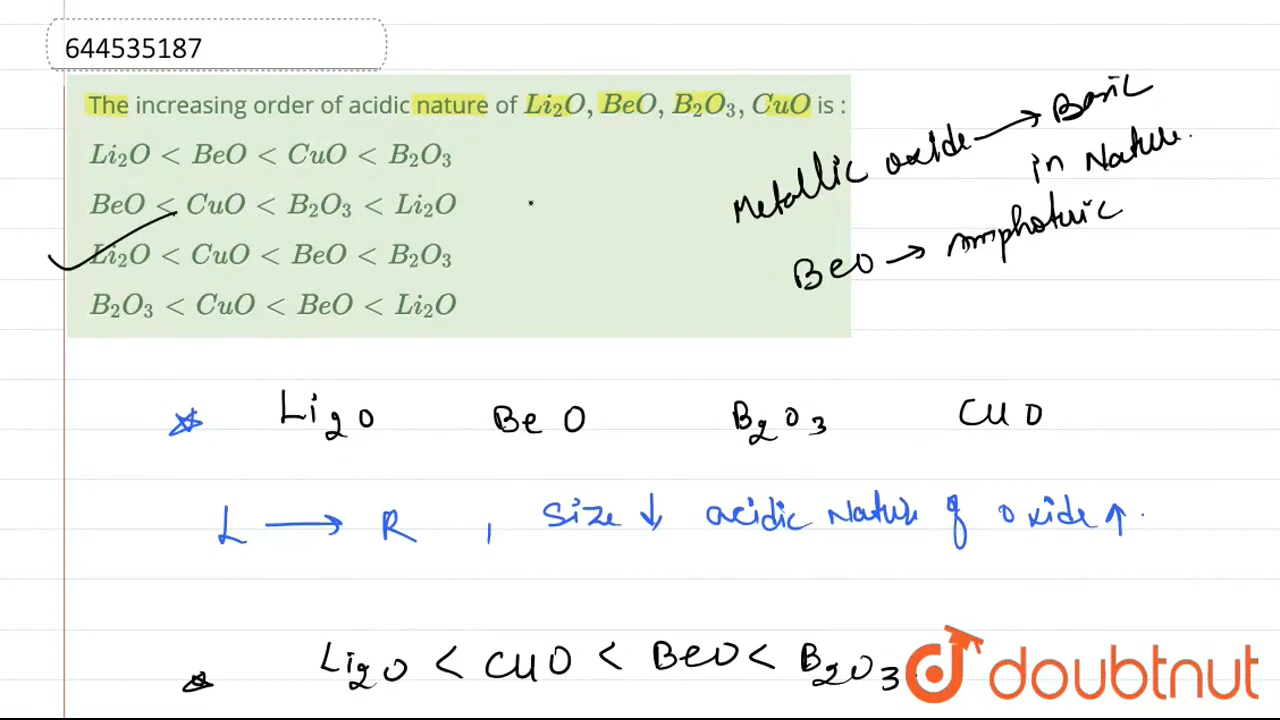 644535187
The increasing order of acidic nature of Li₂O, BeO, B₂O₃, CuO is :
Li₂O < BeO < CuO < B₂O₃
BeO < CuO < B₂O₃ < Li₂O
Li₂O < CuO < BeO < B₂O₃
B₂O₃ < CuO < BeO < Li₂O
Metallic oxide → Basic
in Nature.
BeO → Amphoteric
Li₂O BeO B₂O₃ CuO
L → R , Size ↓ acidic Nature of oxide ↑ .
Li₂O < CuO < BeO < B₂O₃.
doubtnut